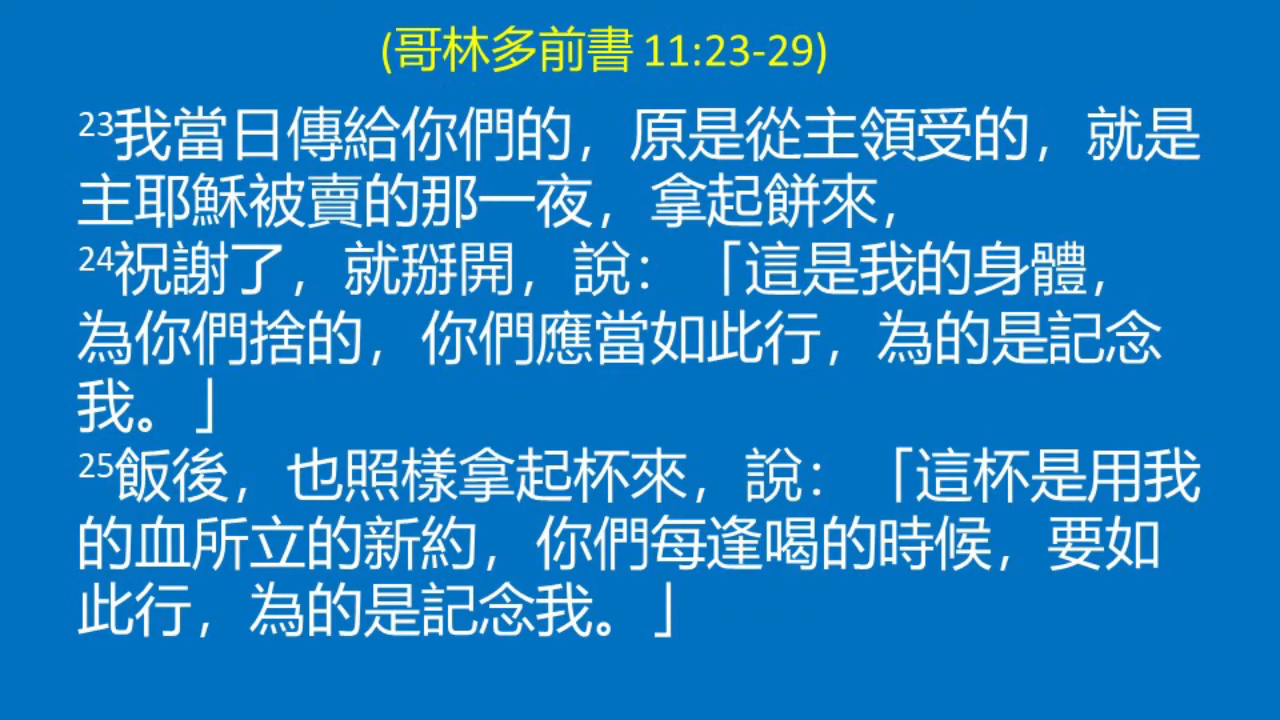 (哥林多前書 11:23-29)
23我當日傳給你們的，原是從主領受的，就是
主耶穌被賣的那一夜，拿起餅來，
24祝謝了，就掰開，說：「這是我的身體，
為你們捨的，你們應當如此行，為的是記念
我。」
25飯後，也照樣拿起杯來，說：「這杯是用我
的血所立的新約，你們每逢喝的時候，要如
此行，為的是記念我。」